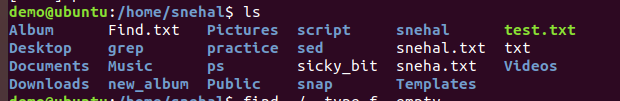 demo@ubuntu:/home/snehal$ ls
Album Find.txt Pictures script snehal test.txt
Desktop grep practice sed snehal.txt txt
Documents Music ps sicky_bit sneha.txt Videos
Downloads new_album Public snap Templates
demo@ubuntu:/home/snehal$ find ./ -type f -empty